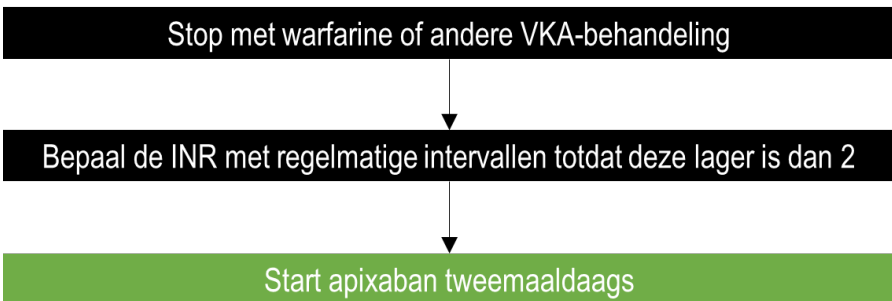 Stop met warfarine of andere VKA-behandeling
Bepaal de INR met regelmatige intervallen totdat deze lager is dan 2
Start apixaban tweemaaldaags